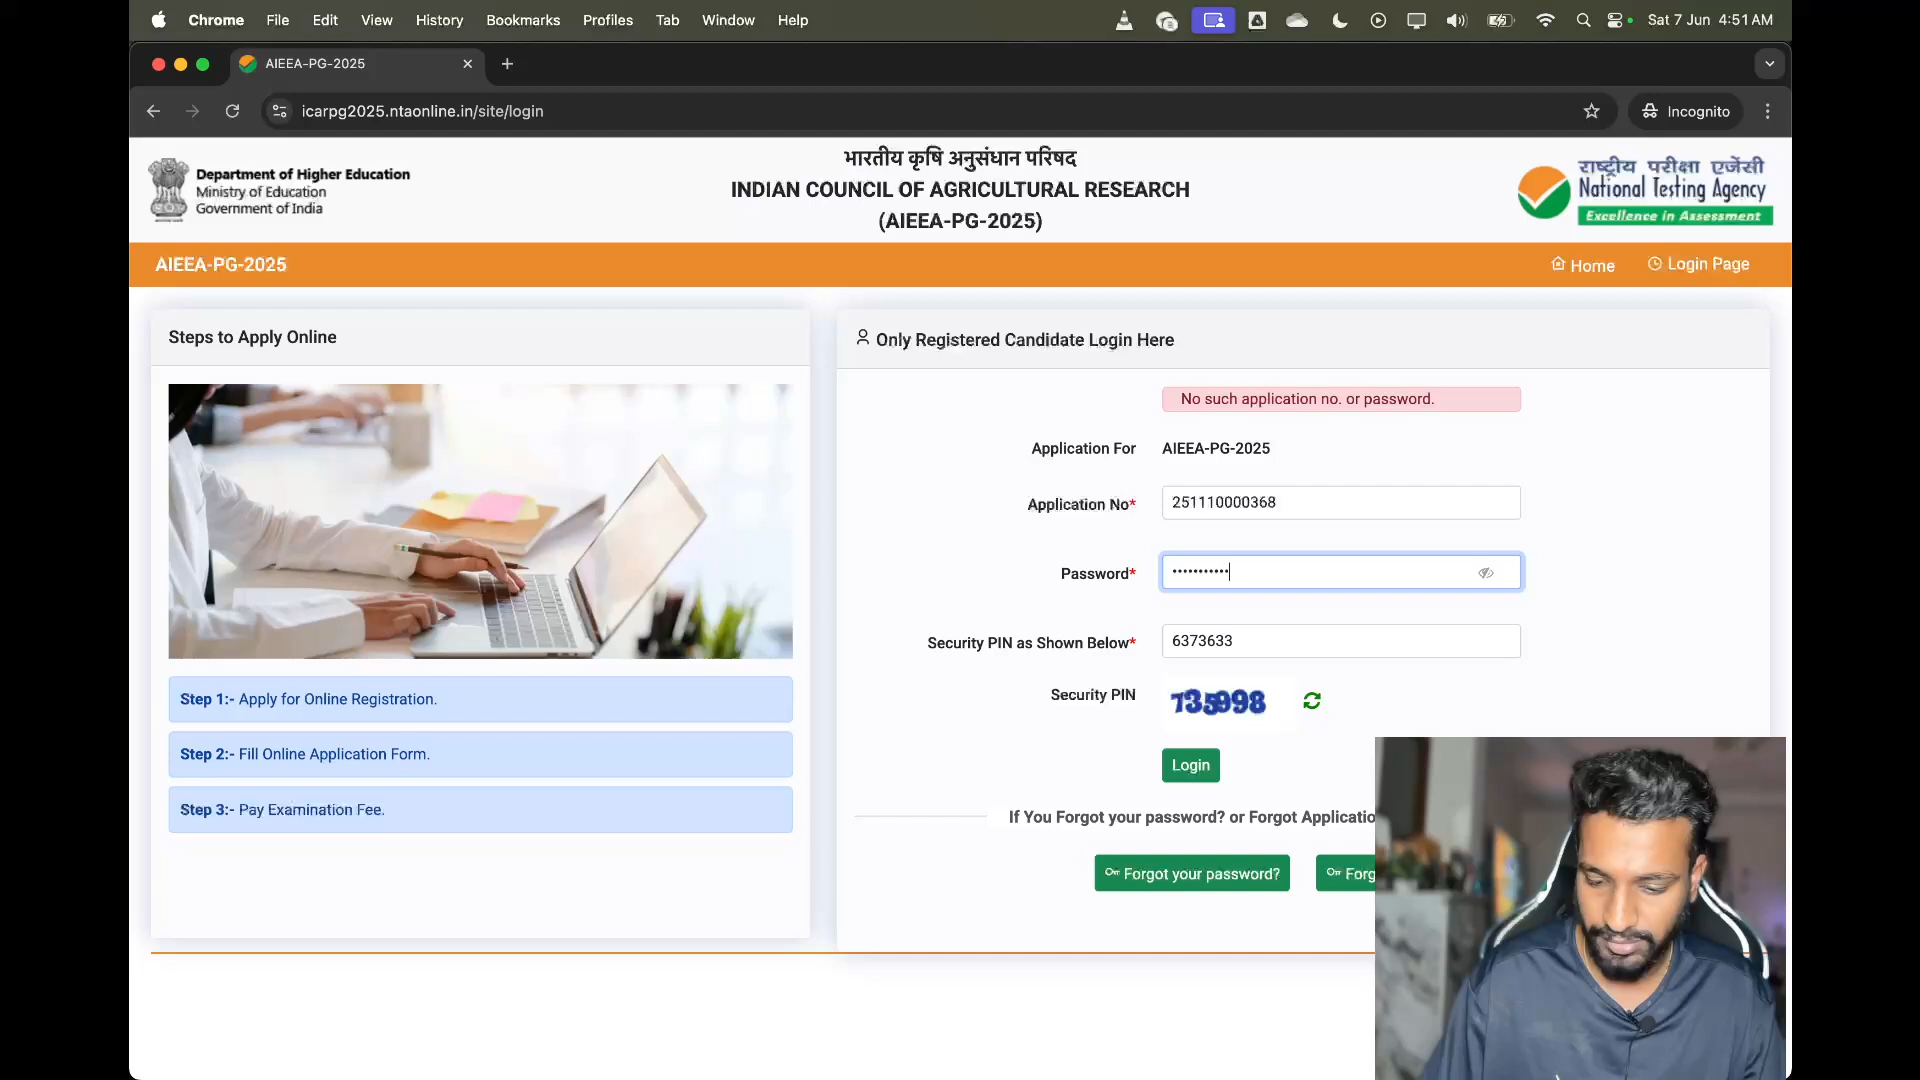 Chrome File Edit View History Bookmarks Profiles Tab Window Help
Sat 7 Jun 4:51 AM
AIEEA-PG-2025
icarpg2025.ntaonline.in/site/login
Incognito
Department of Higher Education
Ministry of Education
Government of India
भारतीय कृषि अनुसंधान परिषद
INDIAN COUNCIL OF AGRICULTURAL RESEARCH
(AIEEA-PG-2025)
राष्ट्रीय परीक्षा एजेंसी
National Testing Agency
Excellence in Assessment
AIEEA-PG-2025
Home
Login Page
Steps to Apply Online
Step 1:- Apply for Online Registration.
Step 2:- Fill Online Application Form.
Step 3:- Pay Examination Fee.
Only Registered Candidate Login Here
No such application no. or password.
Application For AIEEA-PG-2025
Application No* 251110000368
Password* •••••••••••
Security PIN as Shown Below* 6373633
Security PIN 735998
Login
If You Forgot your password? or Forgot Applicatio
Forgot your password?
Forg